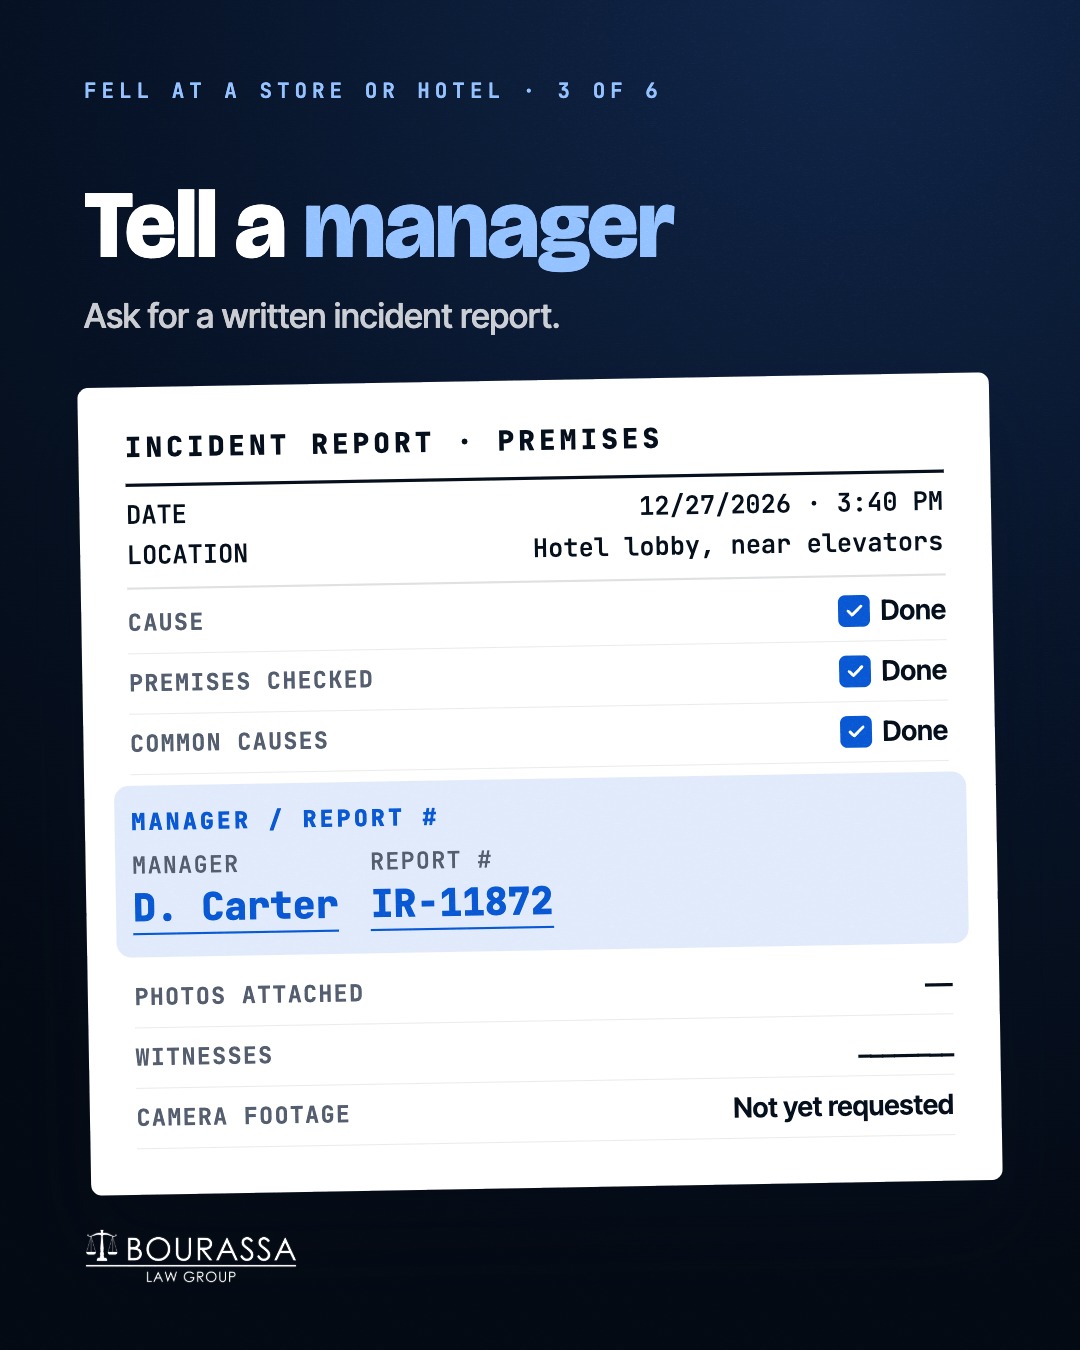 FELL AT A STORE OR HOTEL · 3 OF 6
Tell a manager
Ask for a written incident report.
INCIDENT REPORT · PREMISES
DATE 12/27/2026 · 3:40 PM
LOCATION Hotel lobby, near elevators
CAUSE Done
PREMISES CHECKED Done
COMMON CAUSES Done
MANAGER / REPORT #
MANAGER REPORT #
D. Carter IR-11872
PHOTOS ATTACHED —
WITNESSES
CAMERA FOOTAGE Not yet requested
BOURASSA
LAW GROUP